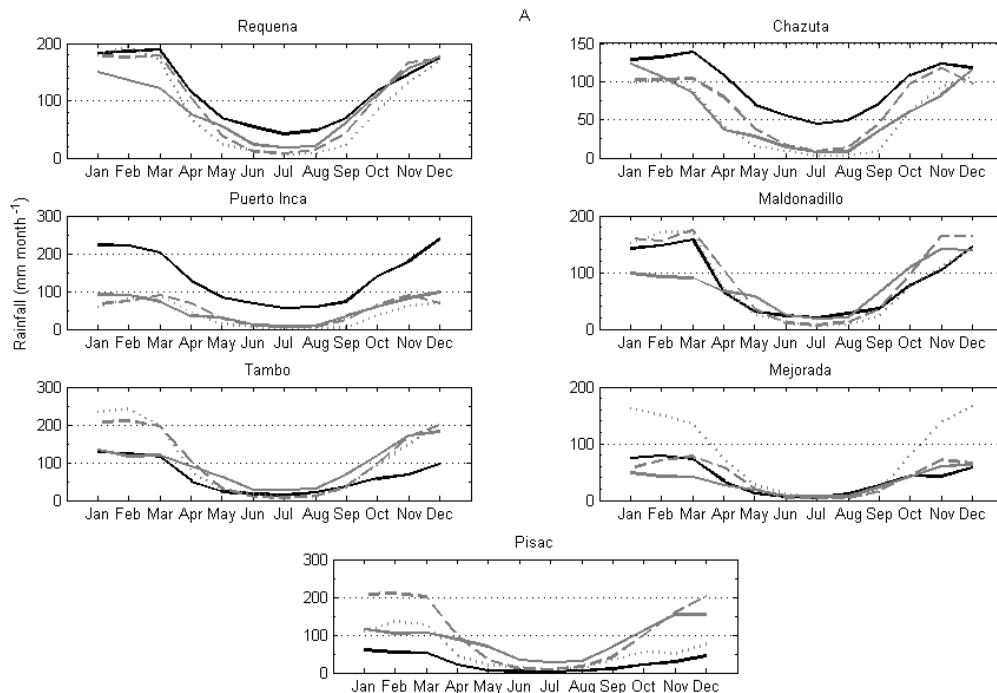 A
Requena
200
100
0
Jan Feb Mar Apr May Jun Jul Aug Sep Oct Nov Dec
Chazuta
150
100
50
0
Jan Feb Mar Apr May Jun Jul Aug Sep Oct Nov Dec
Rainfall (mm month-1)
Puerto Inca
300
200
100
0
Jan Feb Mar Apr May Jun Jul Aug Sep Oct Nov Dec
Maldonadillo
200
100
0
Jan Feb Mar Apr May Jun Jul Aug Sep Oct Nov Dec
Tambo
300
200
100
0
Jan Feb Mar Apr May Jun Jul Aug Sep Oct Nov Dec
Mejorada
200
100
0
Jan Feb Mar Apr May Jun Jul Aug Sep Oct Nov Dec
Pisac
300
200
100
0
Jan Feb Mar Apr May Jun Jul Aug Sep Oct Nov Dec